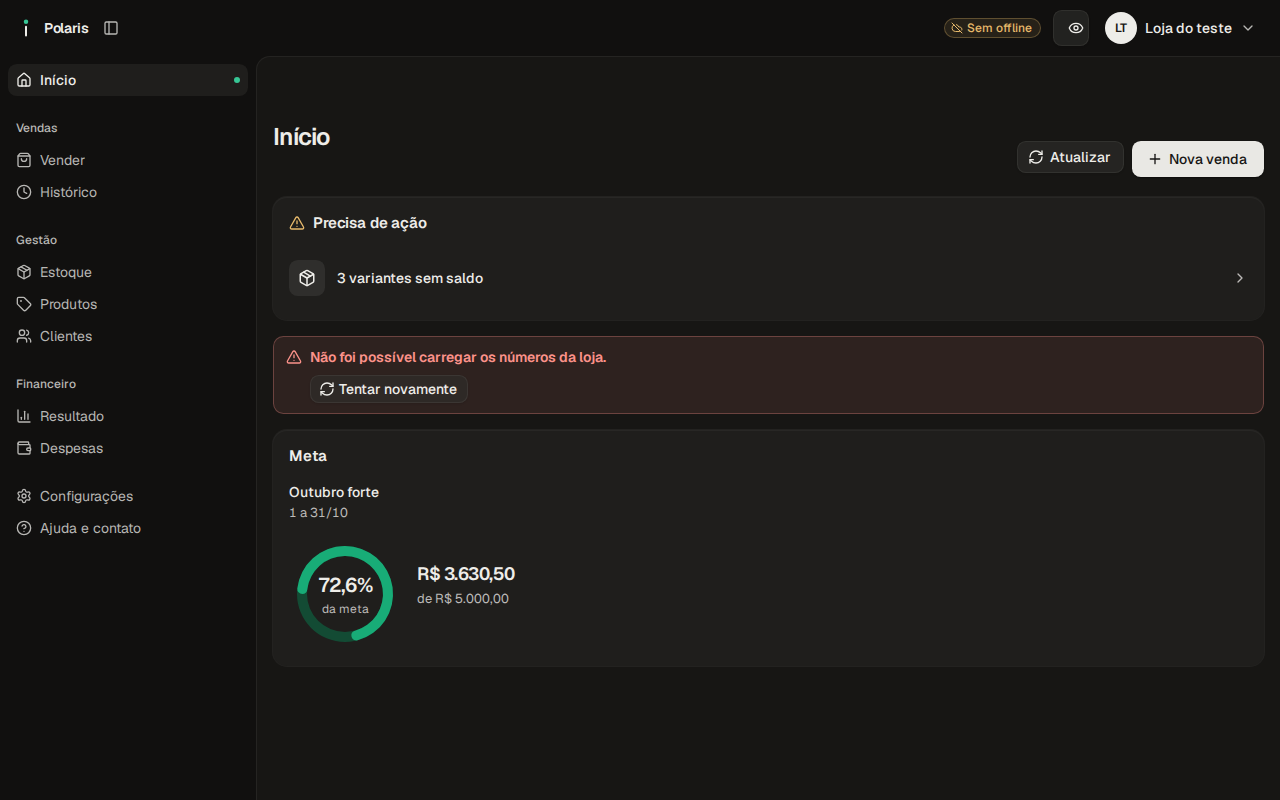 Polaris
Sem offline
LT
Loja do teste
Início
Vendas
Vender
Histórico
Gestão
Estoque
Produtos
Clientes
Financeiro
Resultado
Despesas
Configurações
Ajuda e contato
Início
Atualizar
Nova venda
Precisa de ação
3 variantes sem saldo
Não foi possível carregar os números da loja.
Tentar novamente
Meta
Outubro forte
1 a 31/10
72,6%
da meta
R$ 3.630,50
de R$ 5.000,00